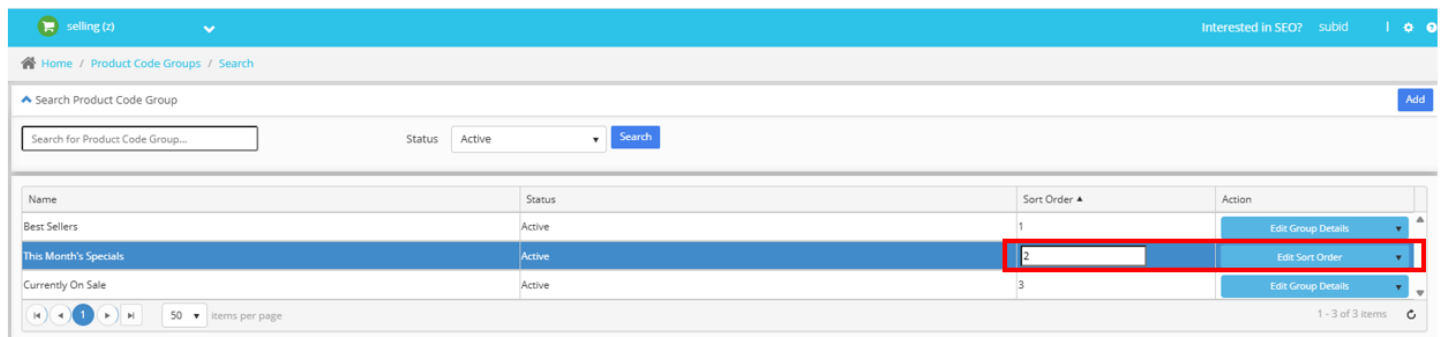 selling (z) Interested in SEO? subid
Home / Product Code Groups / Search
Search Product Code Group Add
Search for Product Code Group... Status Active Search
Name Status Sort Order Action
Best Sellers Active 1 Edit Group Details
This Month's Specials Active 2 Edit Sort Order
Currently On Sale Active 3 Edit Group Details
1 50 items per page 1 - 3 of 3 items